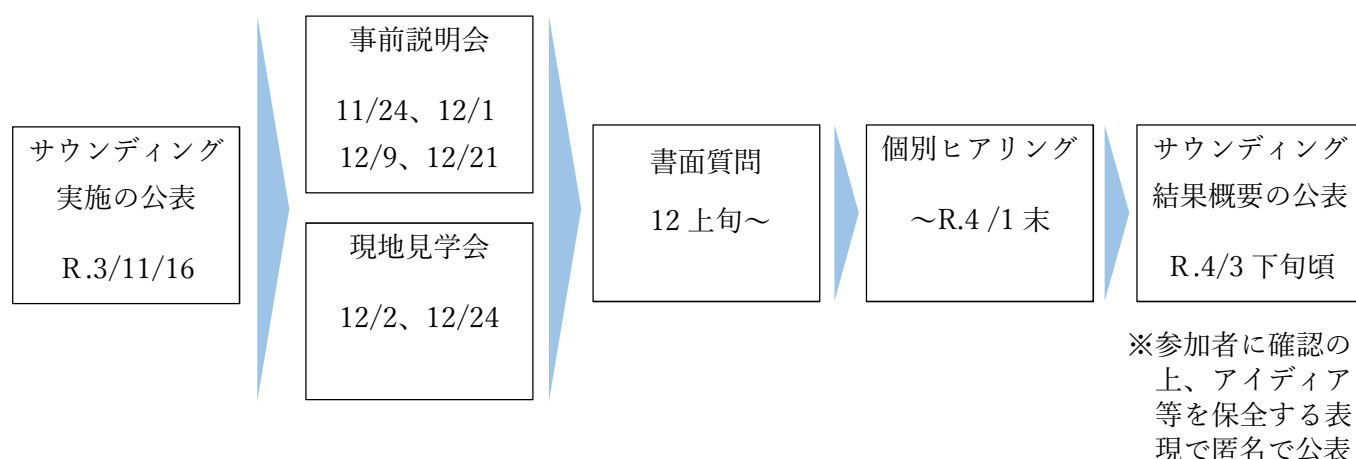 サウンディング
実施の公表
R.3/11/16
事前説明会
11/24、12/1
12/9、12/21
現地見学会
12/2、12/24
書面質問
12 上旬～
個別ヒアリング
～R.4 /1 末
サウンディング
結果概要の公表
R.4/3 下旬頃
※参加者に確認の
上、アイディア
等を保全する表
現で匿名で公表